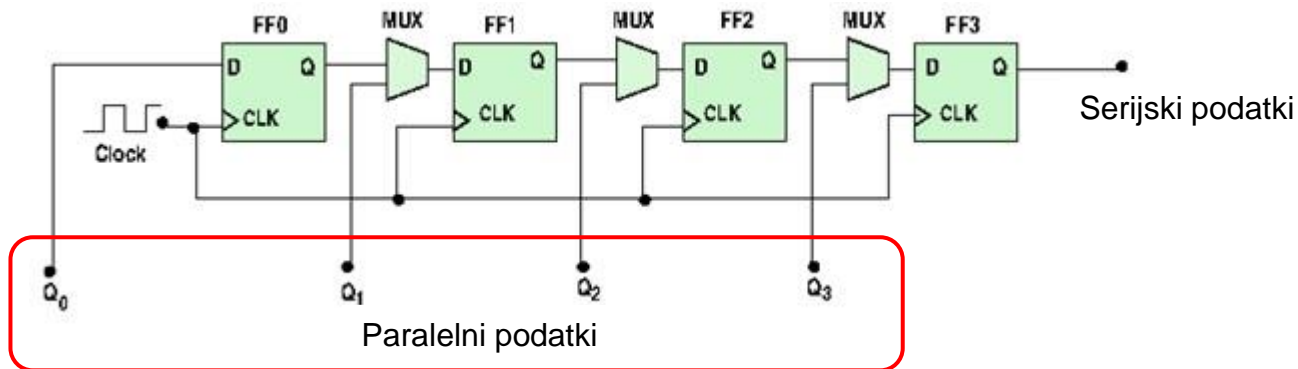 FF0 MUX FF1 MUX FF2 MUX FF3
D Q D Q D Q D Q
CLK CLK CLK CLK
Clock
Serijski podatki
Q0 Q1 Q2 Q3
Paralelni podatki